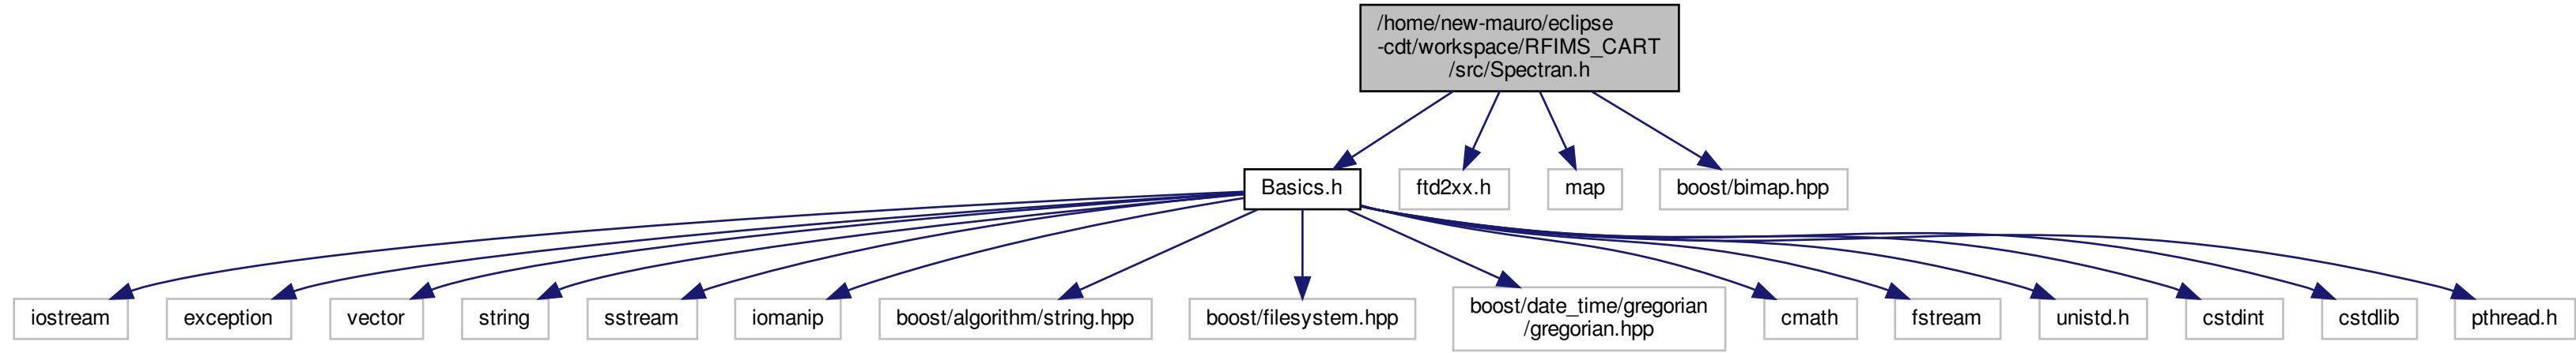 /home/new-mauro/eclipse
-cdt/workspace/RFIMS_CART
/src/Spectran.h
Basics.h
ftd2xx.h
map
boost/bimap.hpp
iostream
exception
vector
string
sstream
iomanip
boost/algorithm/string.hpp
boost/filesystem.hpp
boost/date_time/gregorian
/gregorian.hpp
cmath
fstream
unistd.h
cstdint
cstdlib
pthread.h